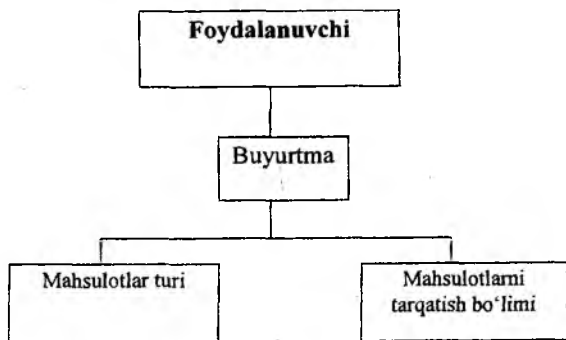 Foydalanuvchi
Buyurtma
Mahsulotlar turi
Mahsulotlarni
tarqatish bo‘limi